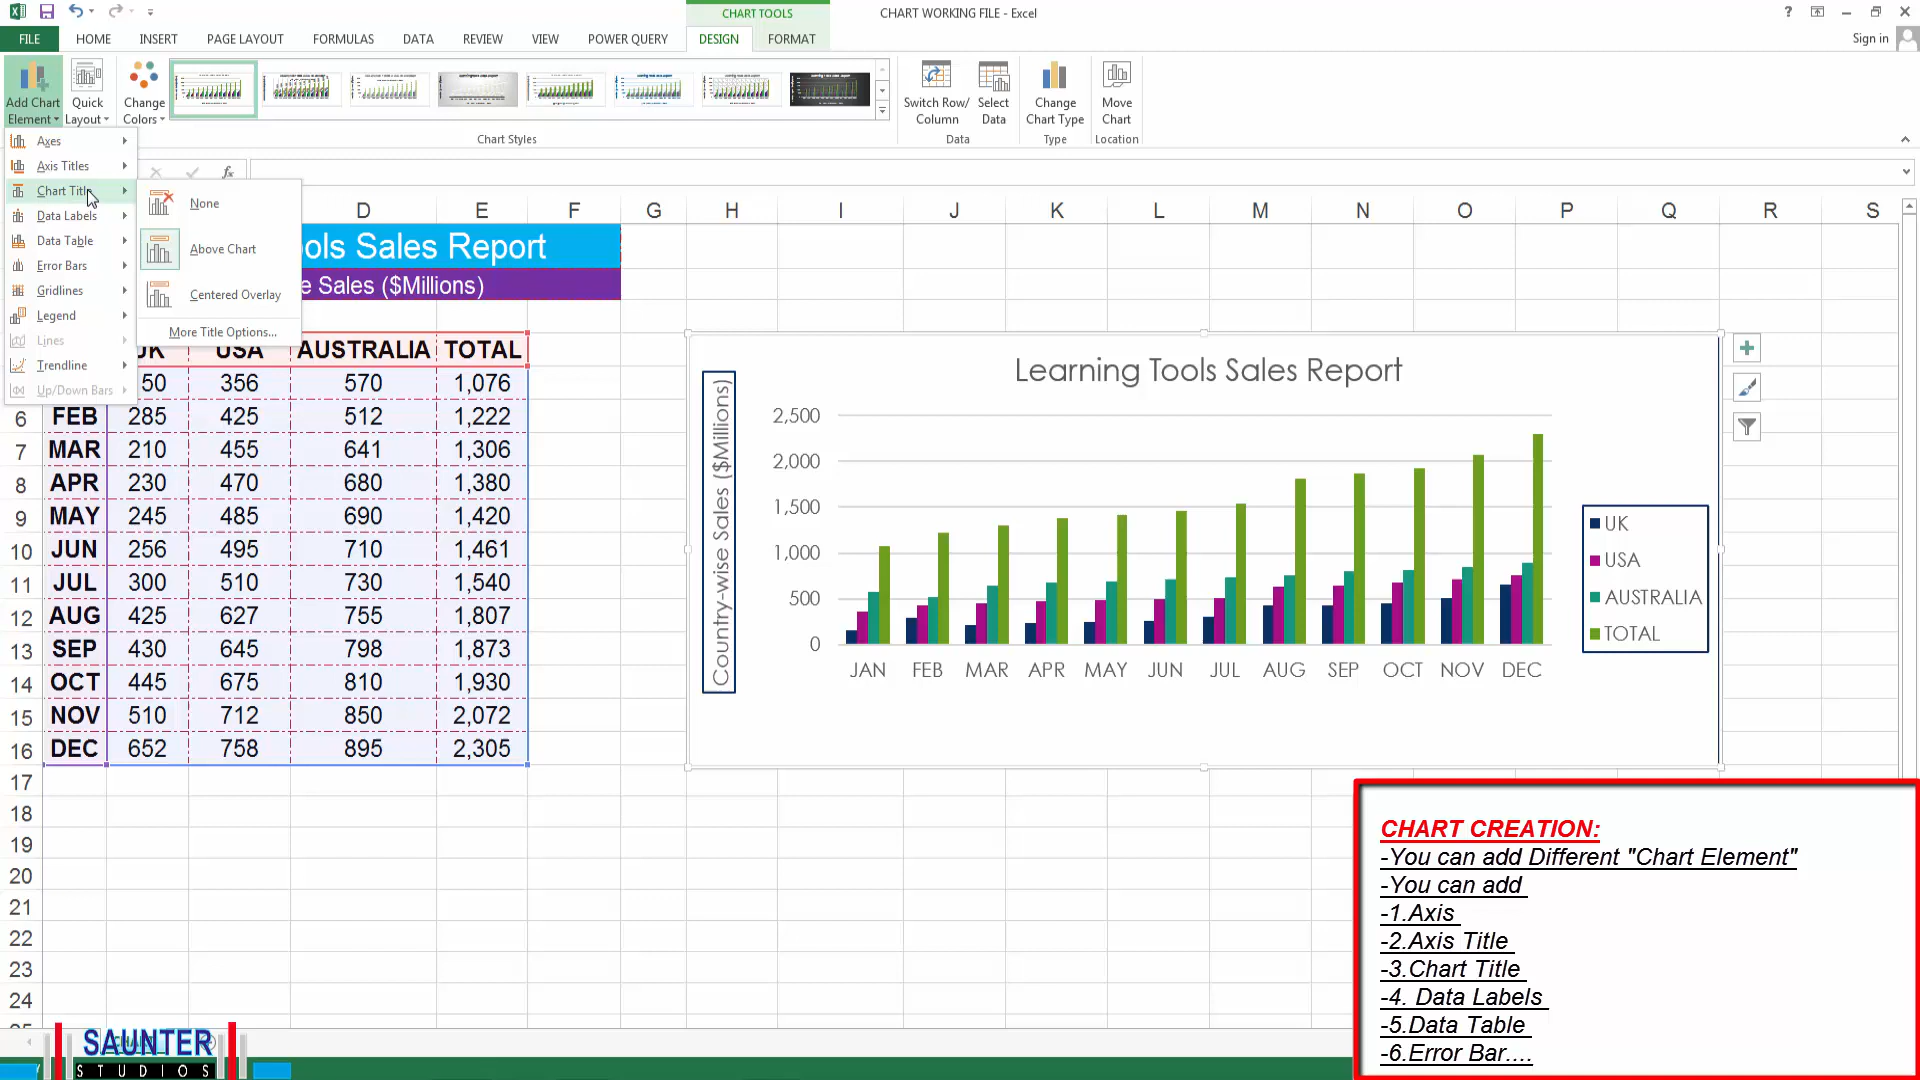 CHART TOOLS
CHART WORKING FILE - Excel
?
FILE HOME INSERT PAGE LAYOUT FORMULAS DATA REVIEW VIEW POWER QUERY DESIGN FORMAT
Sign in
Add Chart Element
Quick Layout
Change Colors
Switch Row/ Column
Select Data
Change Chart Type
Move Chart
Chart Styles
Data
Type
Location
Axes
Axis Titles
Chart Title
Data Labels
Data Table
Error Bars
Gridlines
Legend
Lines
Trendline
Up/Down Bars
None
Above Chart
Centered Overlay
More Title Options...
fx
D E F G H I J K L M N O P Q R S
ols Sales Report
e Sales ($Millions)
UK USA AUSTRALIA TOTAL
50 356 570 1,076
6 FEB 285 425 512 1,222
7 MAR 210 455 641 1,306
8 APR 230 470 680 1,380
9 MAY 245 485 690 1,420
10 JUN 256 495 710 1,461
11 JUL 300 510 730 1,540
12 AUG 425 627 755 1,807
13 SEP 430 645 798 1,873
14 OCT 445 675 810 1,930
15 NOV 510 712 850 2,072
16 DEC 652 758 895 2,305
17
18
19
20
21
22
23
24
Learning Tools Sales Report
Country-wise Sales ($Millions)
2,500
2,000
1,500
1,000
500
0
JAN FEB MAR APR MAY JUN JUL AUG SEP OCT NOV DEC
UK
USA
AUSTRALIA
TOTAL
CHART CREATION:
-You can add Different "Chart Element"
-You can add
-1.Axis
-2.Axis Title
-3.Chart Title
-4. Data Labels
-5.Data Table
-6.Error Bar....
SAUNTER
STUDIOS